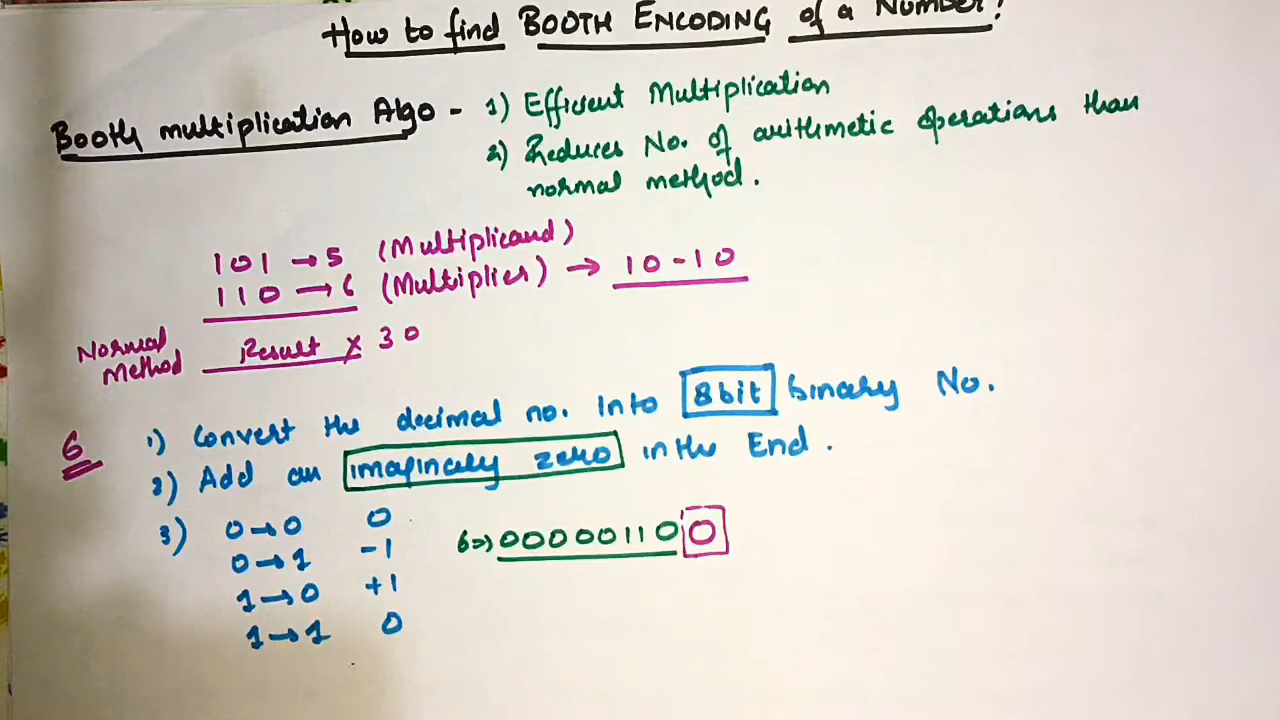 How to find BOOTH ENCODING of a NUMBER?
Booth multiplication Algo - 1) Efficient Multiplication
2) Reduces No. of arithmetic operations than
normal method.
101 → 5 (Multiplicand)
110 → 6 (Multiplier) → 10-10
Normal Method Result × 30
6 1) Convert the decimal no. into 8bit binary No.
2) Add an imaginary zero in the End.
3) 0→0 0
0→1 -1
1→0 +1
1→1 0
6=> 00000110 0